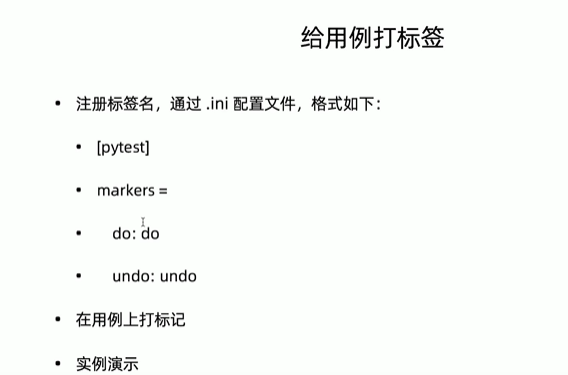 给用例打标签
注册标签名，通过 .ini 配置文件，格式如下：
[pytest]
markers =
do: do
undo: undo
在用例上打标记
实例演示